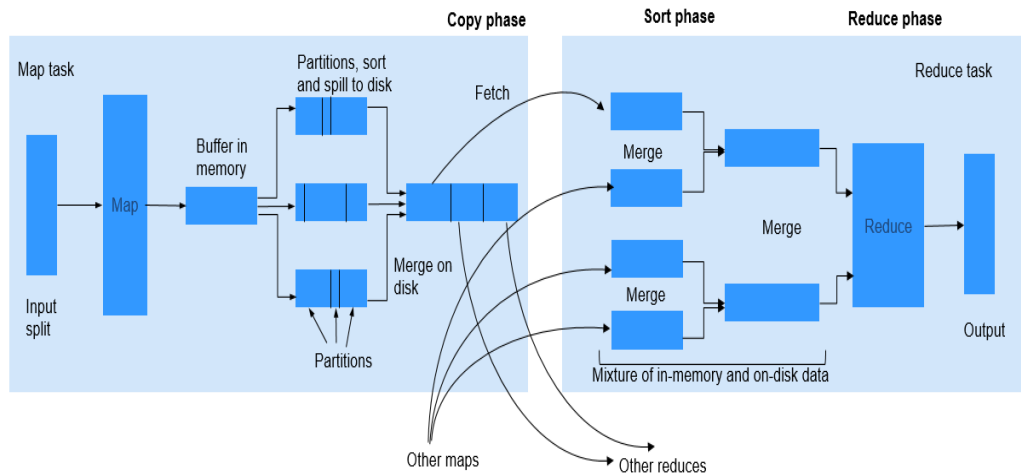 Copy phase
Sort phase
Reduce phase
Map task
Partitions, sort
and spill to disk
Fetch
Reduce task
Buffer in
memory
Merge
Map
Merge
Reduce
Merge on
disk
Merge
Input
split
Partitions
Output
Mixture of in-memory and on-disk data
Other maps
Other reduces